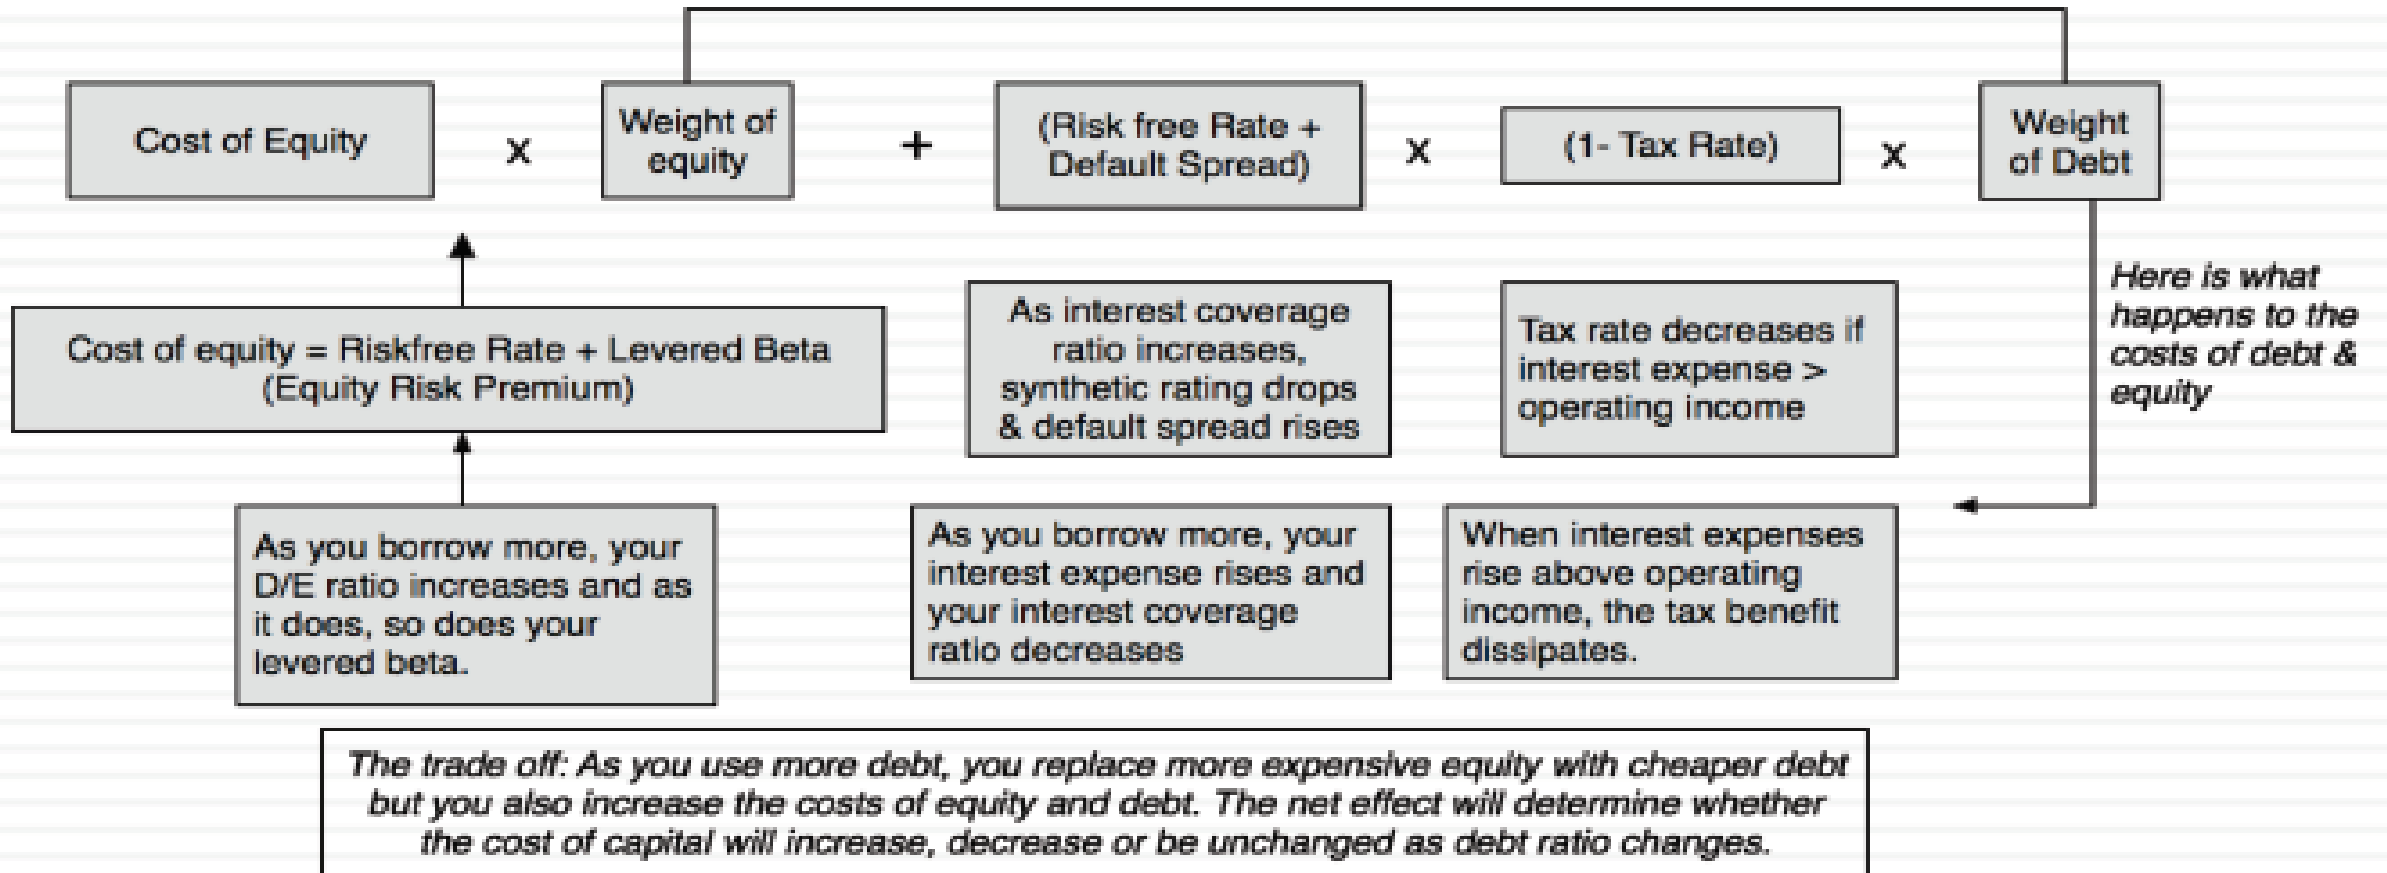 Cost of Equity
x
Weight of
equity
+
(Risk free Rate +
Default Spread)
x
(1- Tax Rate)
x
Weight
of Debt
Cost of equity = Riskfree Rate + Levered Beta
(Equity Risk Premium)
As interest coverage
ratio increases,
synthetic rating drops
& default spread rises
Tax rate decreases if
interest expense >
operating income
Here is what
happens to the
costs of debt &
equity
As you borrow more, your
D/E ratio increases and as
it does, so does your
levered beta.
As you borrow more, your
interest expense rises and
your interest coverage
ratio decreases
When interest expenses
rise above operating
income, the tax benefit
dissipates.
The trade off: As you use more debt, you replace more expensive equity with cheaper debt
but you also increase the costs of equity and debt. The net effect will determine whether
the cost of capital will increase, decrease or be unchanged as debt ratio changes.